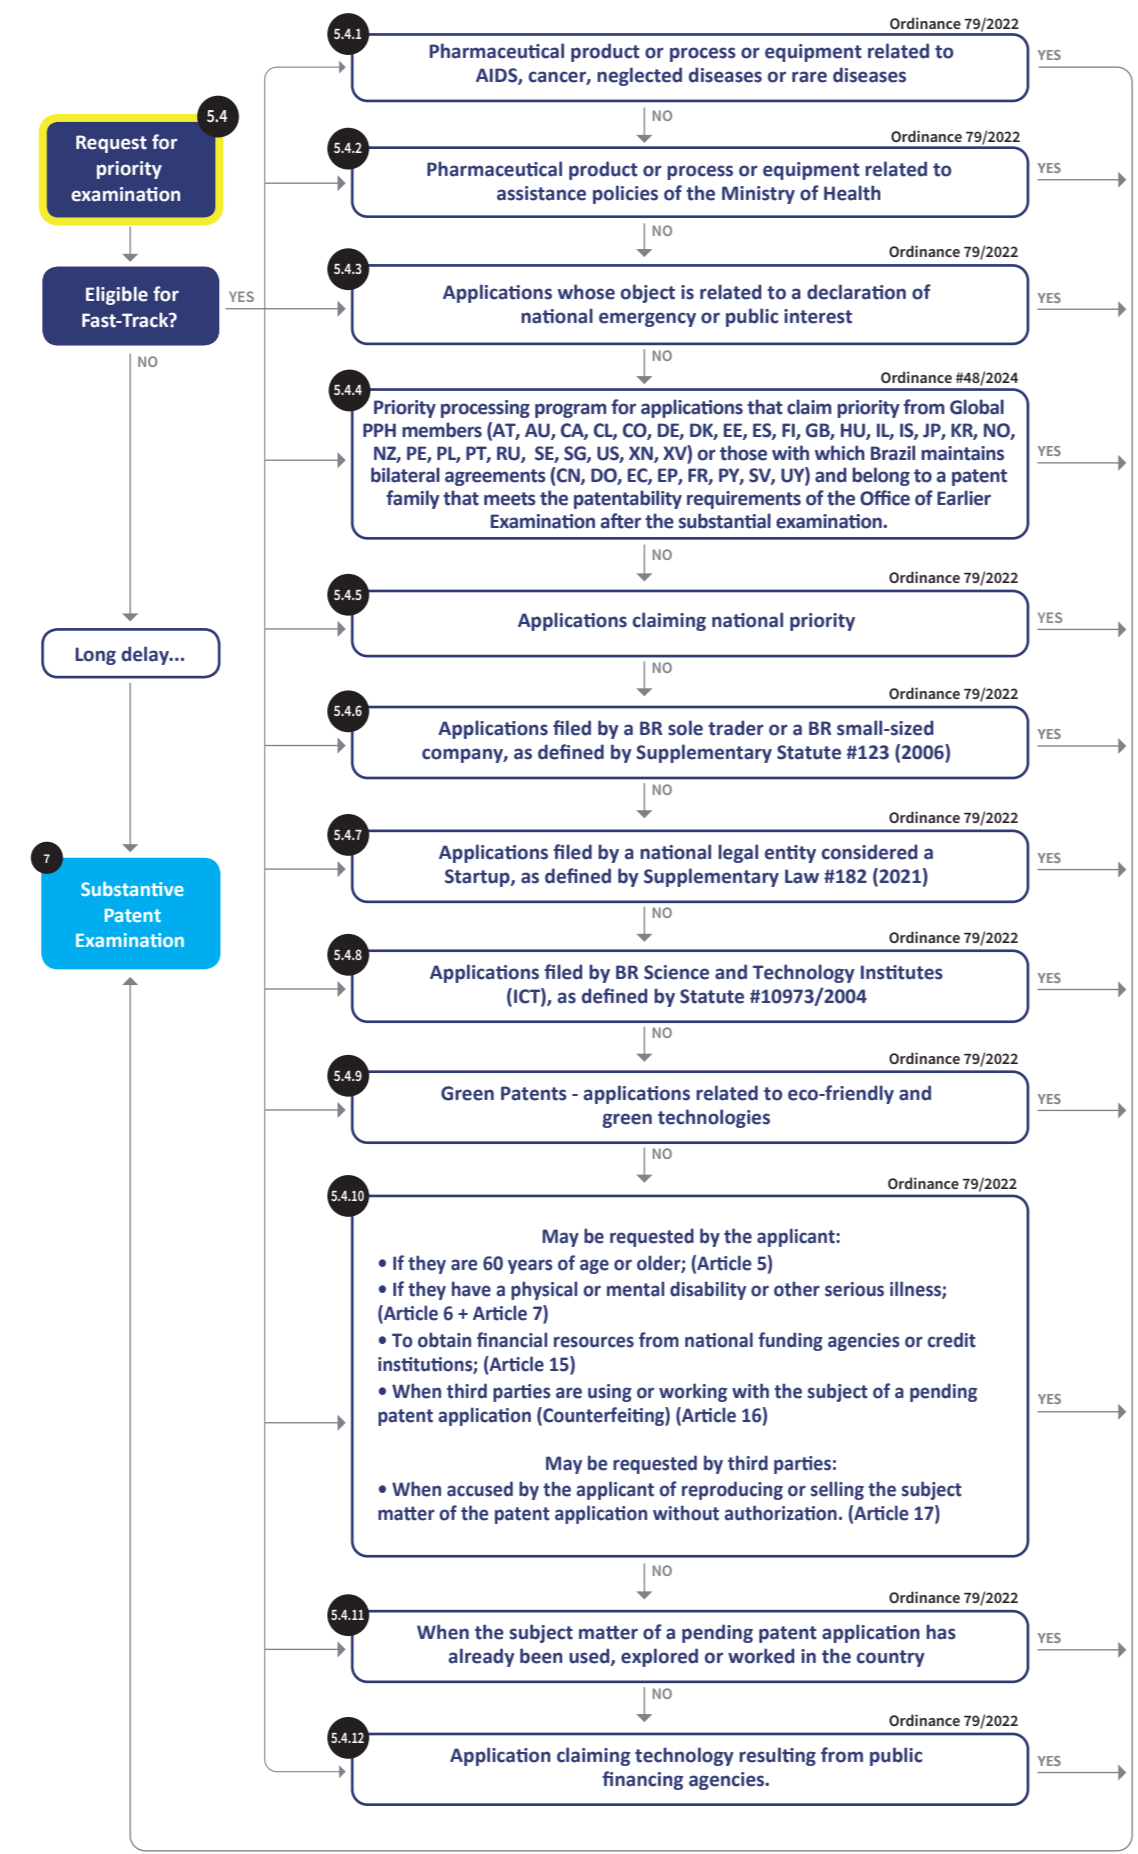 5.4
Request for
priority
examination
Eligible for
Fast-Track?
YES
NO
Long delay...
7
Substantive
Patent
Examination
Ordinance 79/2022
5.4.1
Pharmaceutical product or process or equipment related to
AIDS, cancer, neglected diseases or rare diseases
YES
NO
Ordinance 79/2022
5.4.2
Pharmaceutical product or process or equipment related to
assistance policies of the Ministry of Health
YES
NO
Ordinance 79/2022
5.4.3
Applications whose object is related to a declaration of
national emergency or public interest
YES
NO
Ordinance #48/2024
5.4.4
Priority processing program for applications that claim priority from Global
PPH members (AT, AU, CA, CL, CO, DE, DK, EE, ES, FI, GB, HU, IL, IS, JP, KR, NO,
NZ, PE, PL, PT, RU, SE, SG, US, XN, XV) or those with which Brazil maintains
bilateral agreements (CN, DO, EC, EP, FR, PY, SV, UY) and belong to a patent
family that meets the patentability requirements of the Office of Earlier
Examination after the substantial examination.
YES
NO
Ordinance 79/2022
5.4.5
Applications claiming national priority
YES
NO
Ordinance 79/2022
5.4.6
Applications filed by a BR sole trader or a BR small-sized
company, as defined by Supplementary Statute #123 (2006)
YES
NO
Ordinance 79/2022
5.4.7
Applications filed by a national legal entity considered a
Startup, as defined by Supplementary Law #182 (2021)
YES
NO
Ordinance 79/2022
5.4.8
Applications filed by BR Science and Technology Institutes
(ICT), as defined by Statute #10973/2004
YES
NO
Ordinance 79/2022
5.4.9
Green Patents - applications related to eco-friendly and
green technologies
YES
NO
Ordinance 79/2022
5.4.10
May be requested by the applicant:
• If they are 60 years of age or older; (Article 5)
• If they have a physical or mental disability or other serious illness;
(Article 6 + Article 7)
• To obtain financial resources from national funding agencies or credit
institutions; (Article 15)
• When third parties are using or working with the subject of a pending
patent application (Counterfeiting) (Article 16)
May be requested by third parties:
• When accused by the applicant of reproducing or selling the subject
matter of the patent application without authorization. (Article 17)
YES
NO
Ordinance 79/2022
5.4.11
When the subject matter of a pending patent application has
already been used, explored or worked in the country
YES
NO
Ordinance 79/2022
5.4.12
Application claiming technology resulting from public
financing agencies.
YES